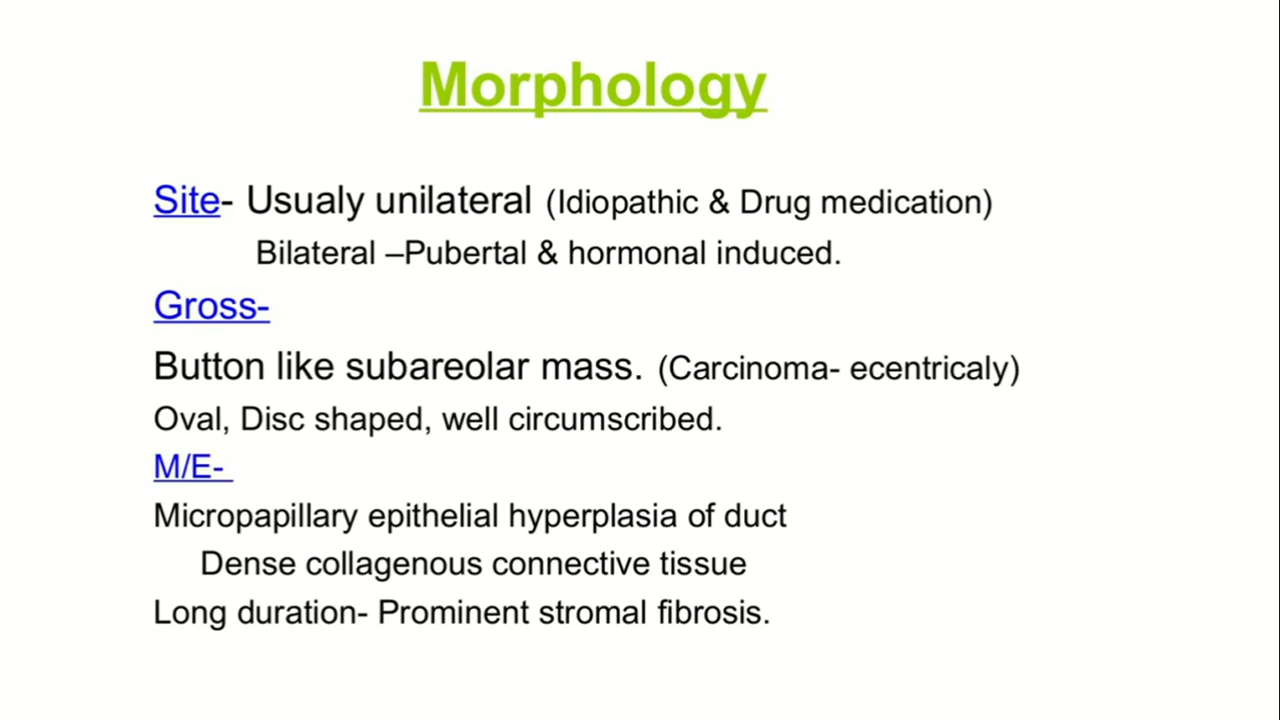 Morphology
Site- Usualy unilateral (Idiopathic & Drug medication)
Bilateral –Pubertal & hormonal induced.
Gross-
Button like subareolar mass. (Carcinoma- ecentricaly)
Oval, Disc shaped, well circumscribed.
M/E-
Micropapillary epithelial hyperplasia of duct
Dense collagenous connective tissue
Long duration- Prominent stromal fibrosis.